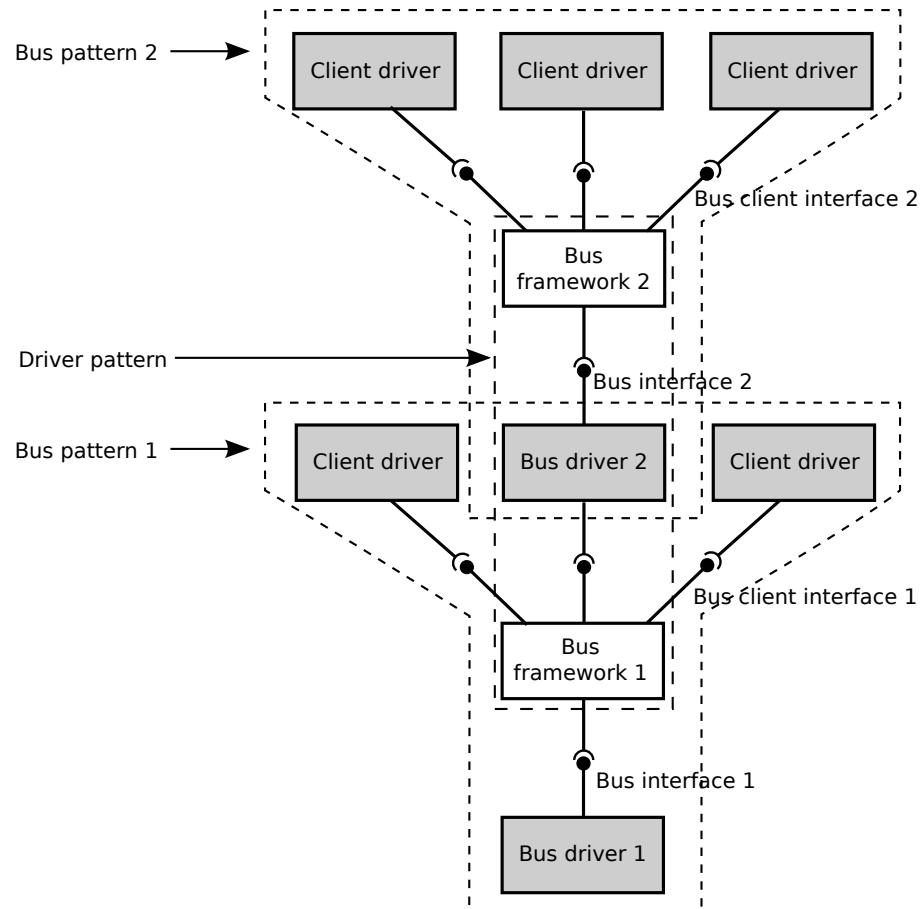 Bus pattern 2
Client driver
Client driver
Client driver
Bus client interface 2
Bus
framework 2
Driver pattern
Bus interface 2
Bus pattern 1
Client driver
Bus driver 2
Client driver
Bus client interface 1
Bus
framework 1
Bus interface 1
Bus driver 1